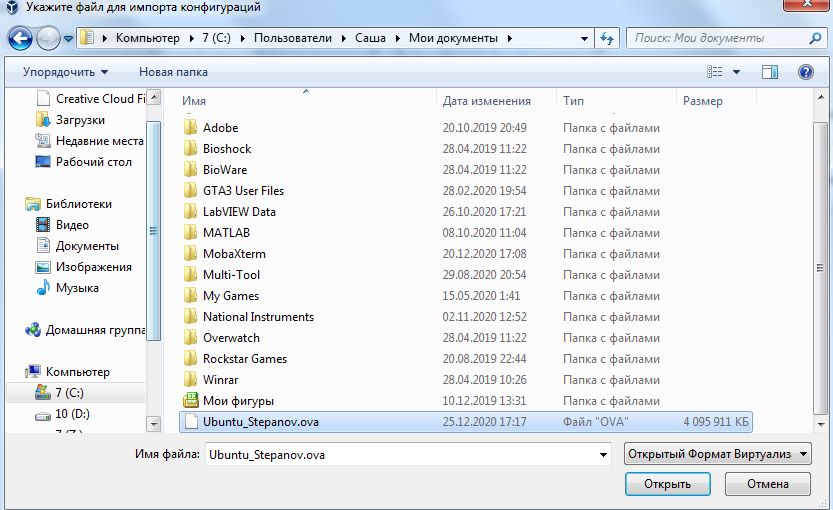 Укажите файл для импорта конфигураций
Компьютер 7 (C:) Пользователи Саша Мои документы Поиск: Мои документы
Упорядочить Новая папка
Имя Дата изменения Тип Размер
Creative Cloud Fi
Загрузки
Недавние места
Рабочий стол
Библиотеки
Видео
Документы
Изображения
Музыка
Домашняя группа
Компьютер
7 (C:)
10 (D:)
Adobe 20.10.2019 20:49 Папка с файлами
Bioshock 28.04.2019 11:22 Папка с файлами
BioWare 28.04.2019 11:22 Папка с файлами
GTA3 User Files 28.02.2020 19:54 Папка с файлами
LabVIEW Data 26.10.2020 17:21 Папка с файлами
MATLAB 08.10.2020 11:04 Папка с файлами
MobaXterm 20.12.2020 17:08 Папка с файлами
Multi-Tool 29.08.2020 20:54 Папка с файлами
My Games 15.05.2020 1:41 Папка с файлами
National Instruments 02.11.2020 12:52 Папка с файлами
Overwatch 28.04.2019 11:22 Папка с файлами
Rockstar Games 20.08.2019 22:44 Папка с файлами
Winrar 28.04.2019 10:26 Папка с файлами
Мои фигуры 10.12.2019 13:31 Папка с файлами
Ubuntu_Stepanov.ova 25.12.2020 17:17 Файл "OVA" 4 095 911 КБ
Имя файла: Ubuntu_Stepanov.ova Открытый Формат Виртуализ
Открыть Отмена